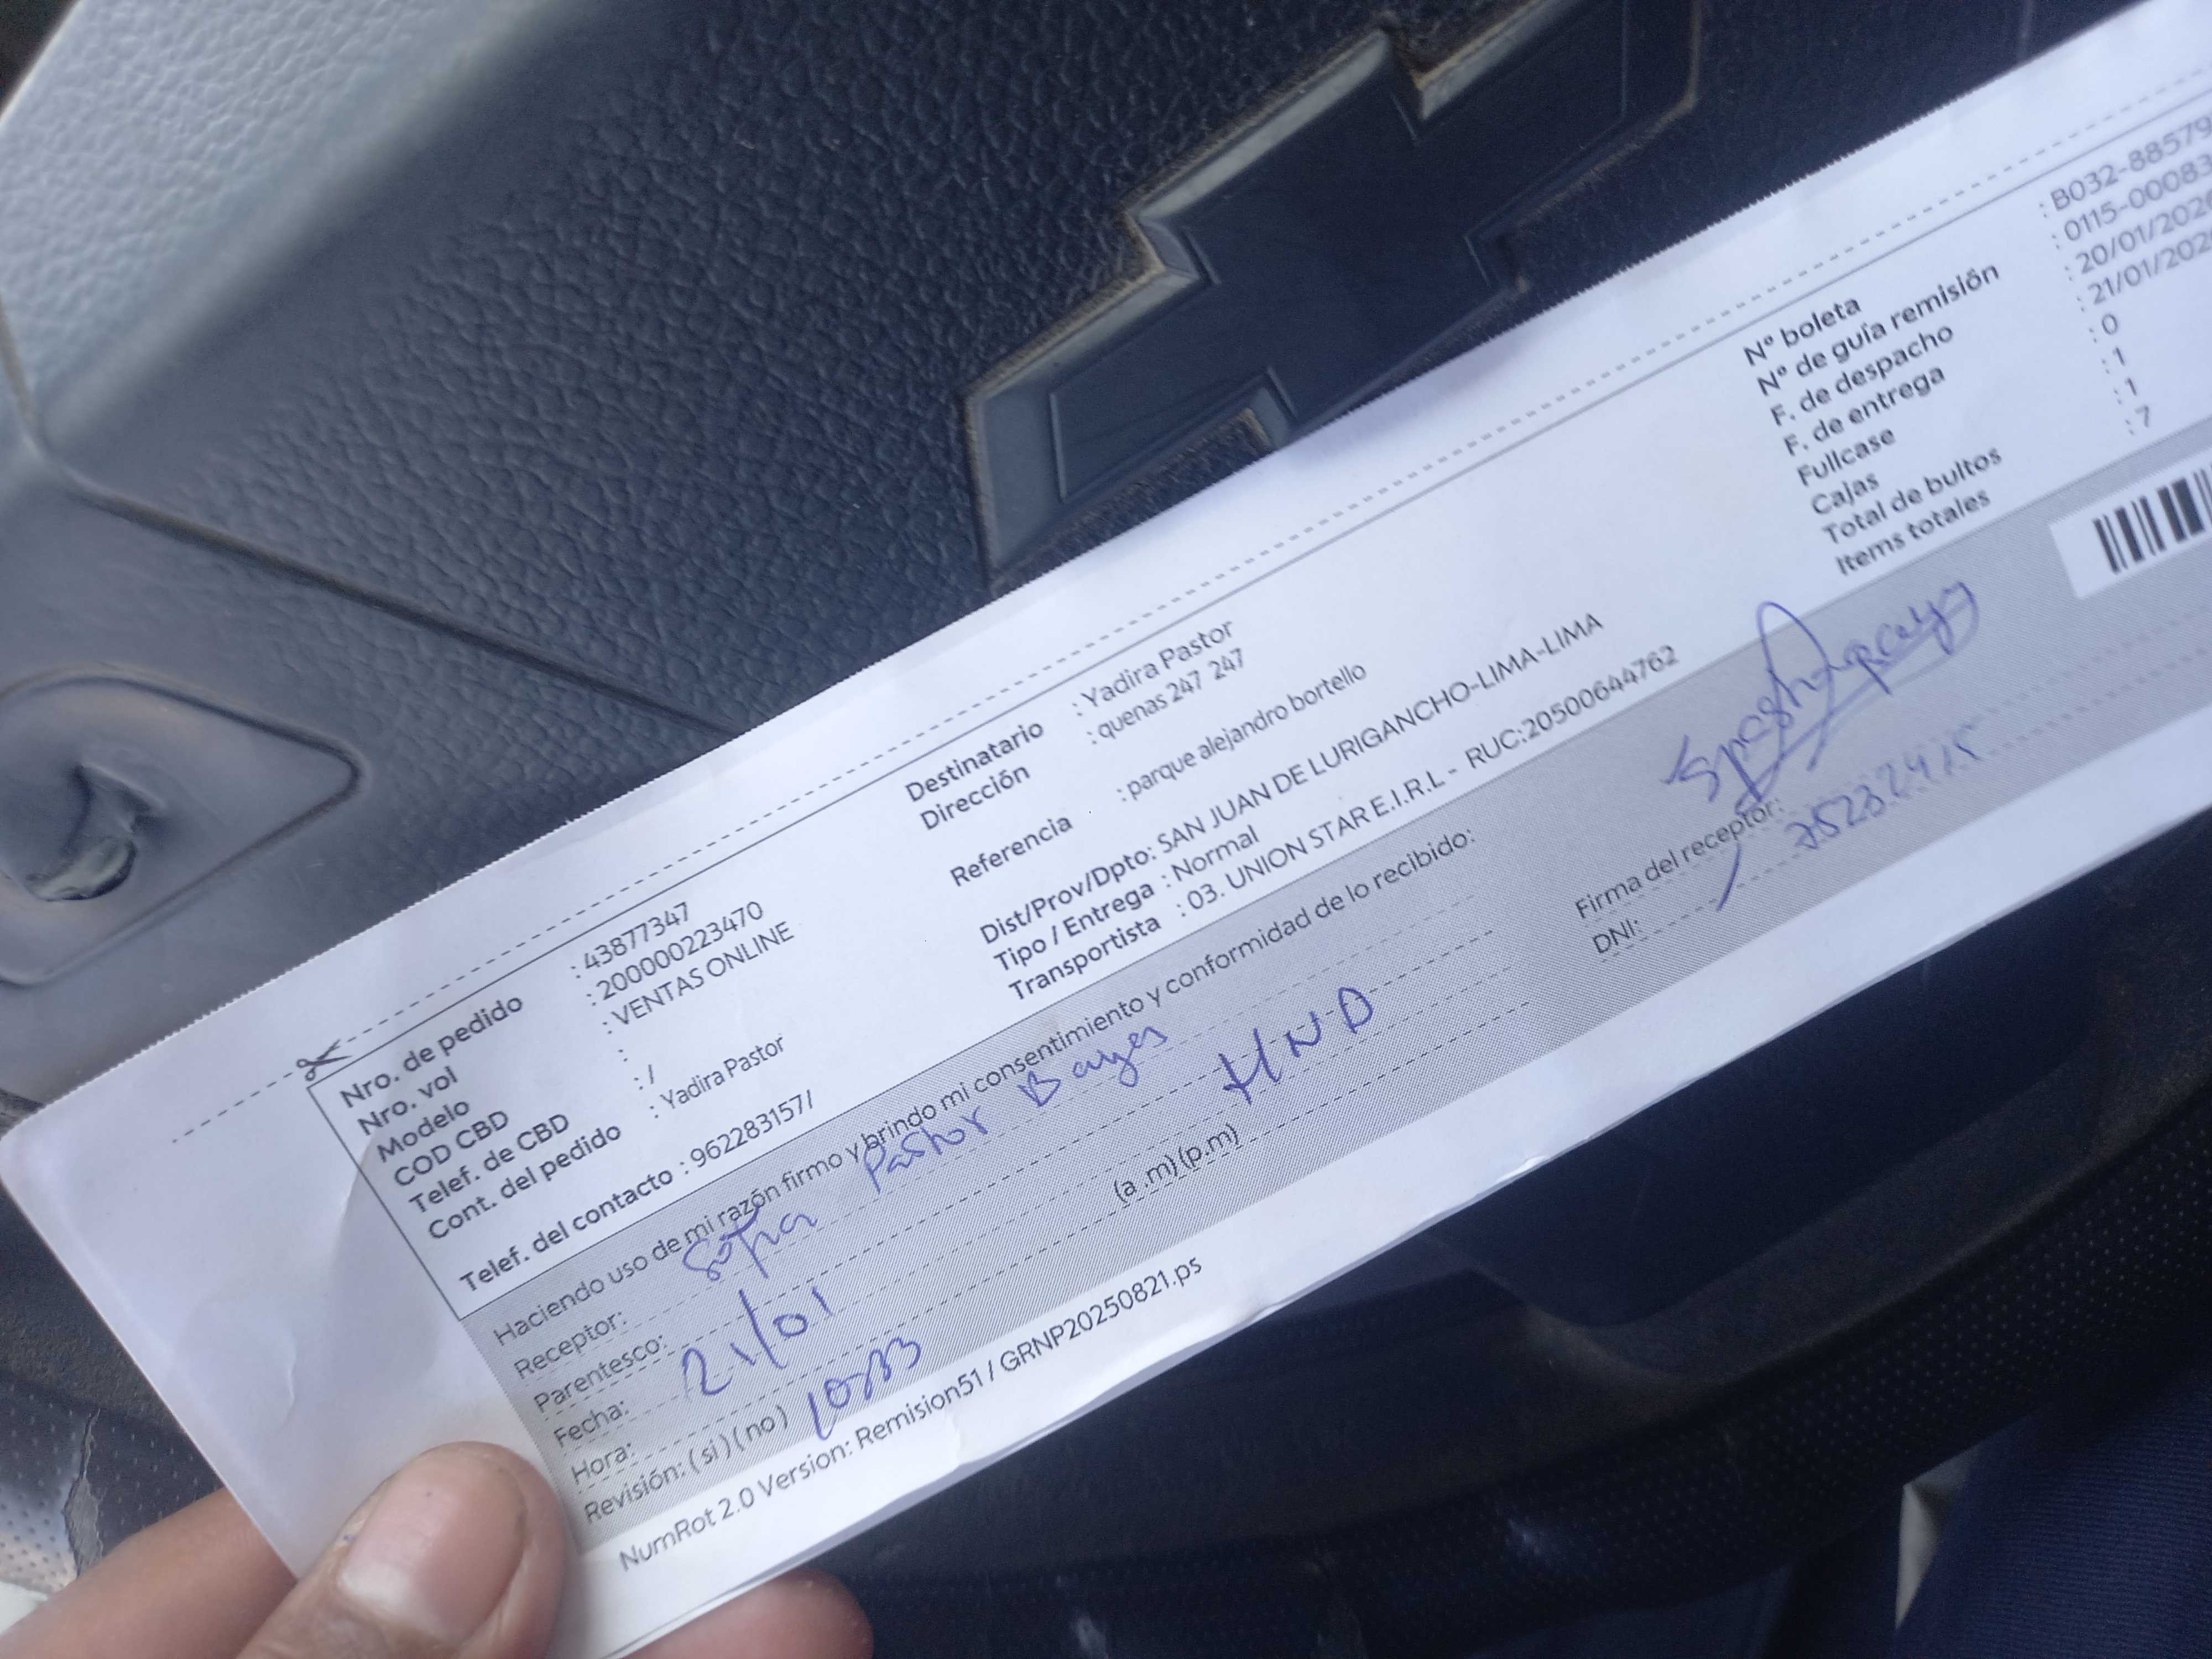 Nro. de pedido : 43877347
Nro. vol : 200000223470
Modelo : VENTAS ONLINE
COD CBD :
Telef. de CBD : /
Cont. del pedido : Yadira Pastor
Telef. del contacto : 962283157/
Destinatario : Yadira Pastor
Dirección : quenas 247 247
Referencia : parque alejandro bortello
Dist/Prov/Dpto: SAN JUAN DE LURIGANCHO-LIMA-LIMA
Tipo / Entrega : Normal
Transportista : 03. UNION STAR E.I.R.L - RUC:20500644762
N° boleta : B032-88579
N° de guía remisión : 0115-00083
F. de despacho : 20/01/202
F. de entrega : 21/01/202
Fullcase : 0
Cajas : 1
Total de bultos : 1
Items totales : 7
Haciendo uso de mi razón firmo y brindo mi consentimiento y conformidad de lo recibido:
Receptor: Sofia Pastor Bayes
Parentesco: HND
Fecha: 21/01
Hora: (a .m) (p.m)
Revisión: ( si ) ( no )
Firma del receptor:
DNI:
NumRot 2.0 Version: Remision51 / GRNP20250821.ps